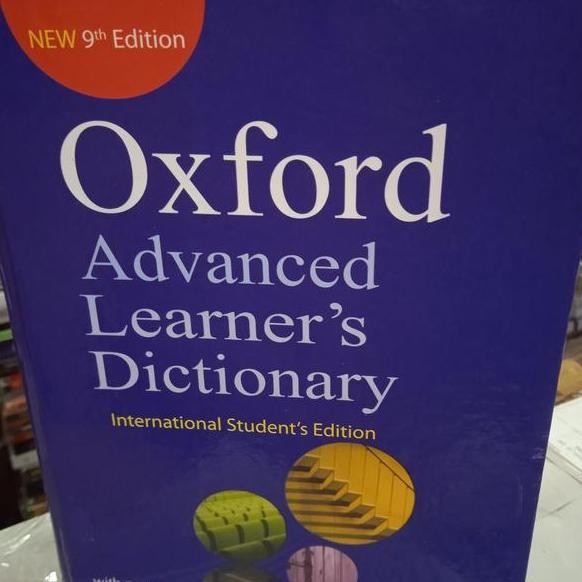 NEW 9th Edition
Oxford
Advanced
Learner's
Dictionary
International Student's Edition